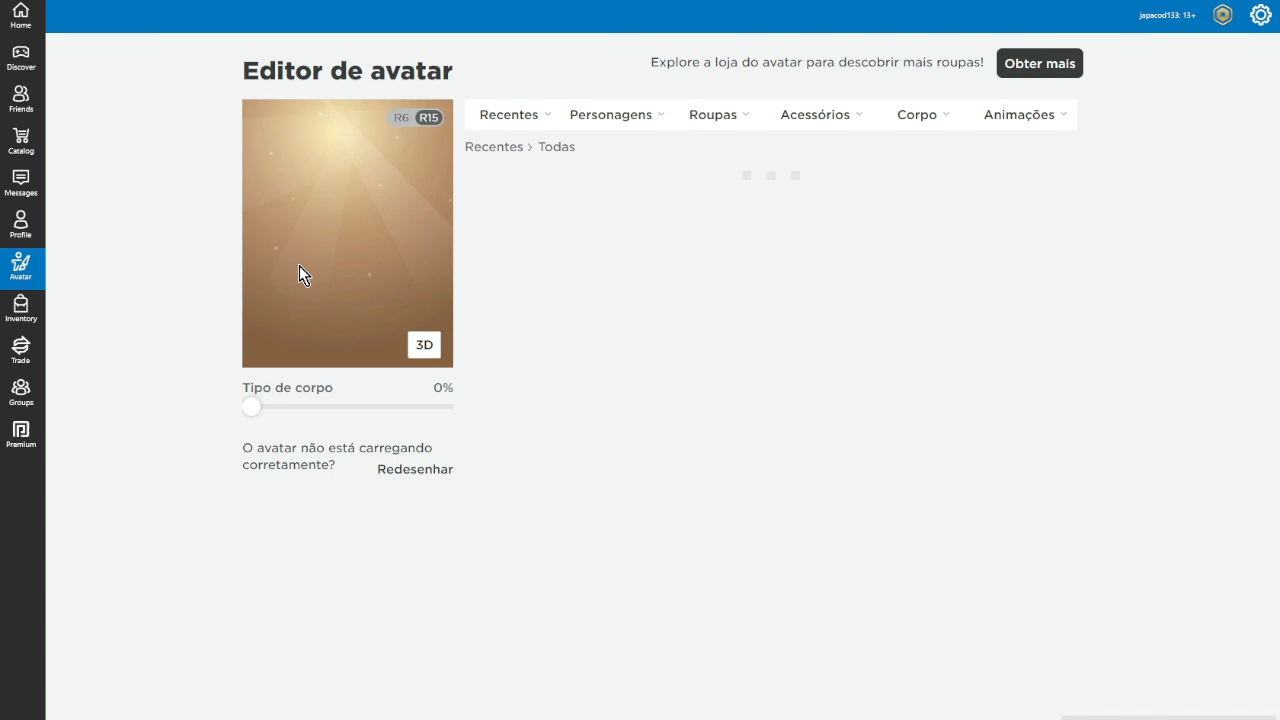 Home
Discover
Friends
Catalog
Messages
Profile
Avatar
Inventory
Trade
Groups
Premium
japacod133: 13+
Editor de avatar
Explore a loja do avatar para descobrir mais roupas!
Obter mais
R6 R15
3D
Tipo de corpo 0%
O avatar não está carregando
corretamente?
Redesenhar
Recentes Personagens Roupas Acessórios Corpo Animações
Recentes > Todas